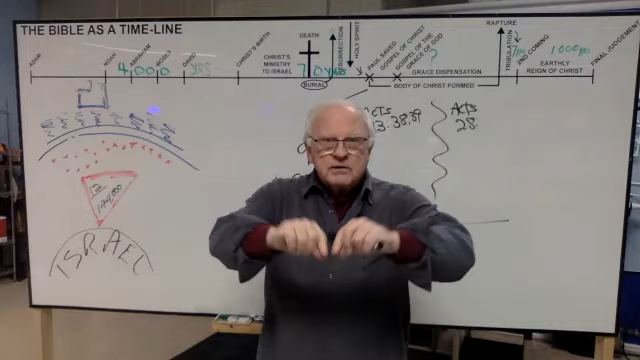 THE BIBLE AS A TIME-LINE
ADAM
NOAH
ABRAHAM
MOSES
DAVID
CHRIST'S BIRTH
CHRIST'S MINISTRY TO ISRAEL
DEATH
BURIAL
RESURRECTION
HOLY SPIRIT
PAUL SAVED
GOSPEL OF CHRIST
GOSPEL OF THE GRACE OF GOD
GRACE DISPENSATION
BODY OF CHRIST FORMED
RAPTURE
TRIBULATION
2ND COMING
EARTHLY REIGN OF CHRIST
FINAL JUDGEMENT
4,000 YRS
?
Acts
28
12
144,000
ISRAEL